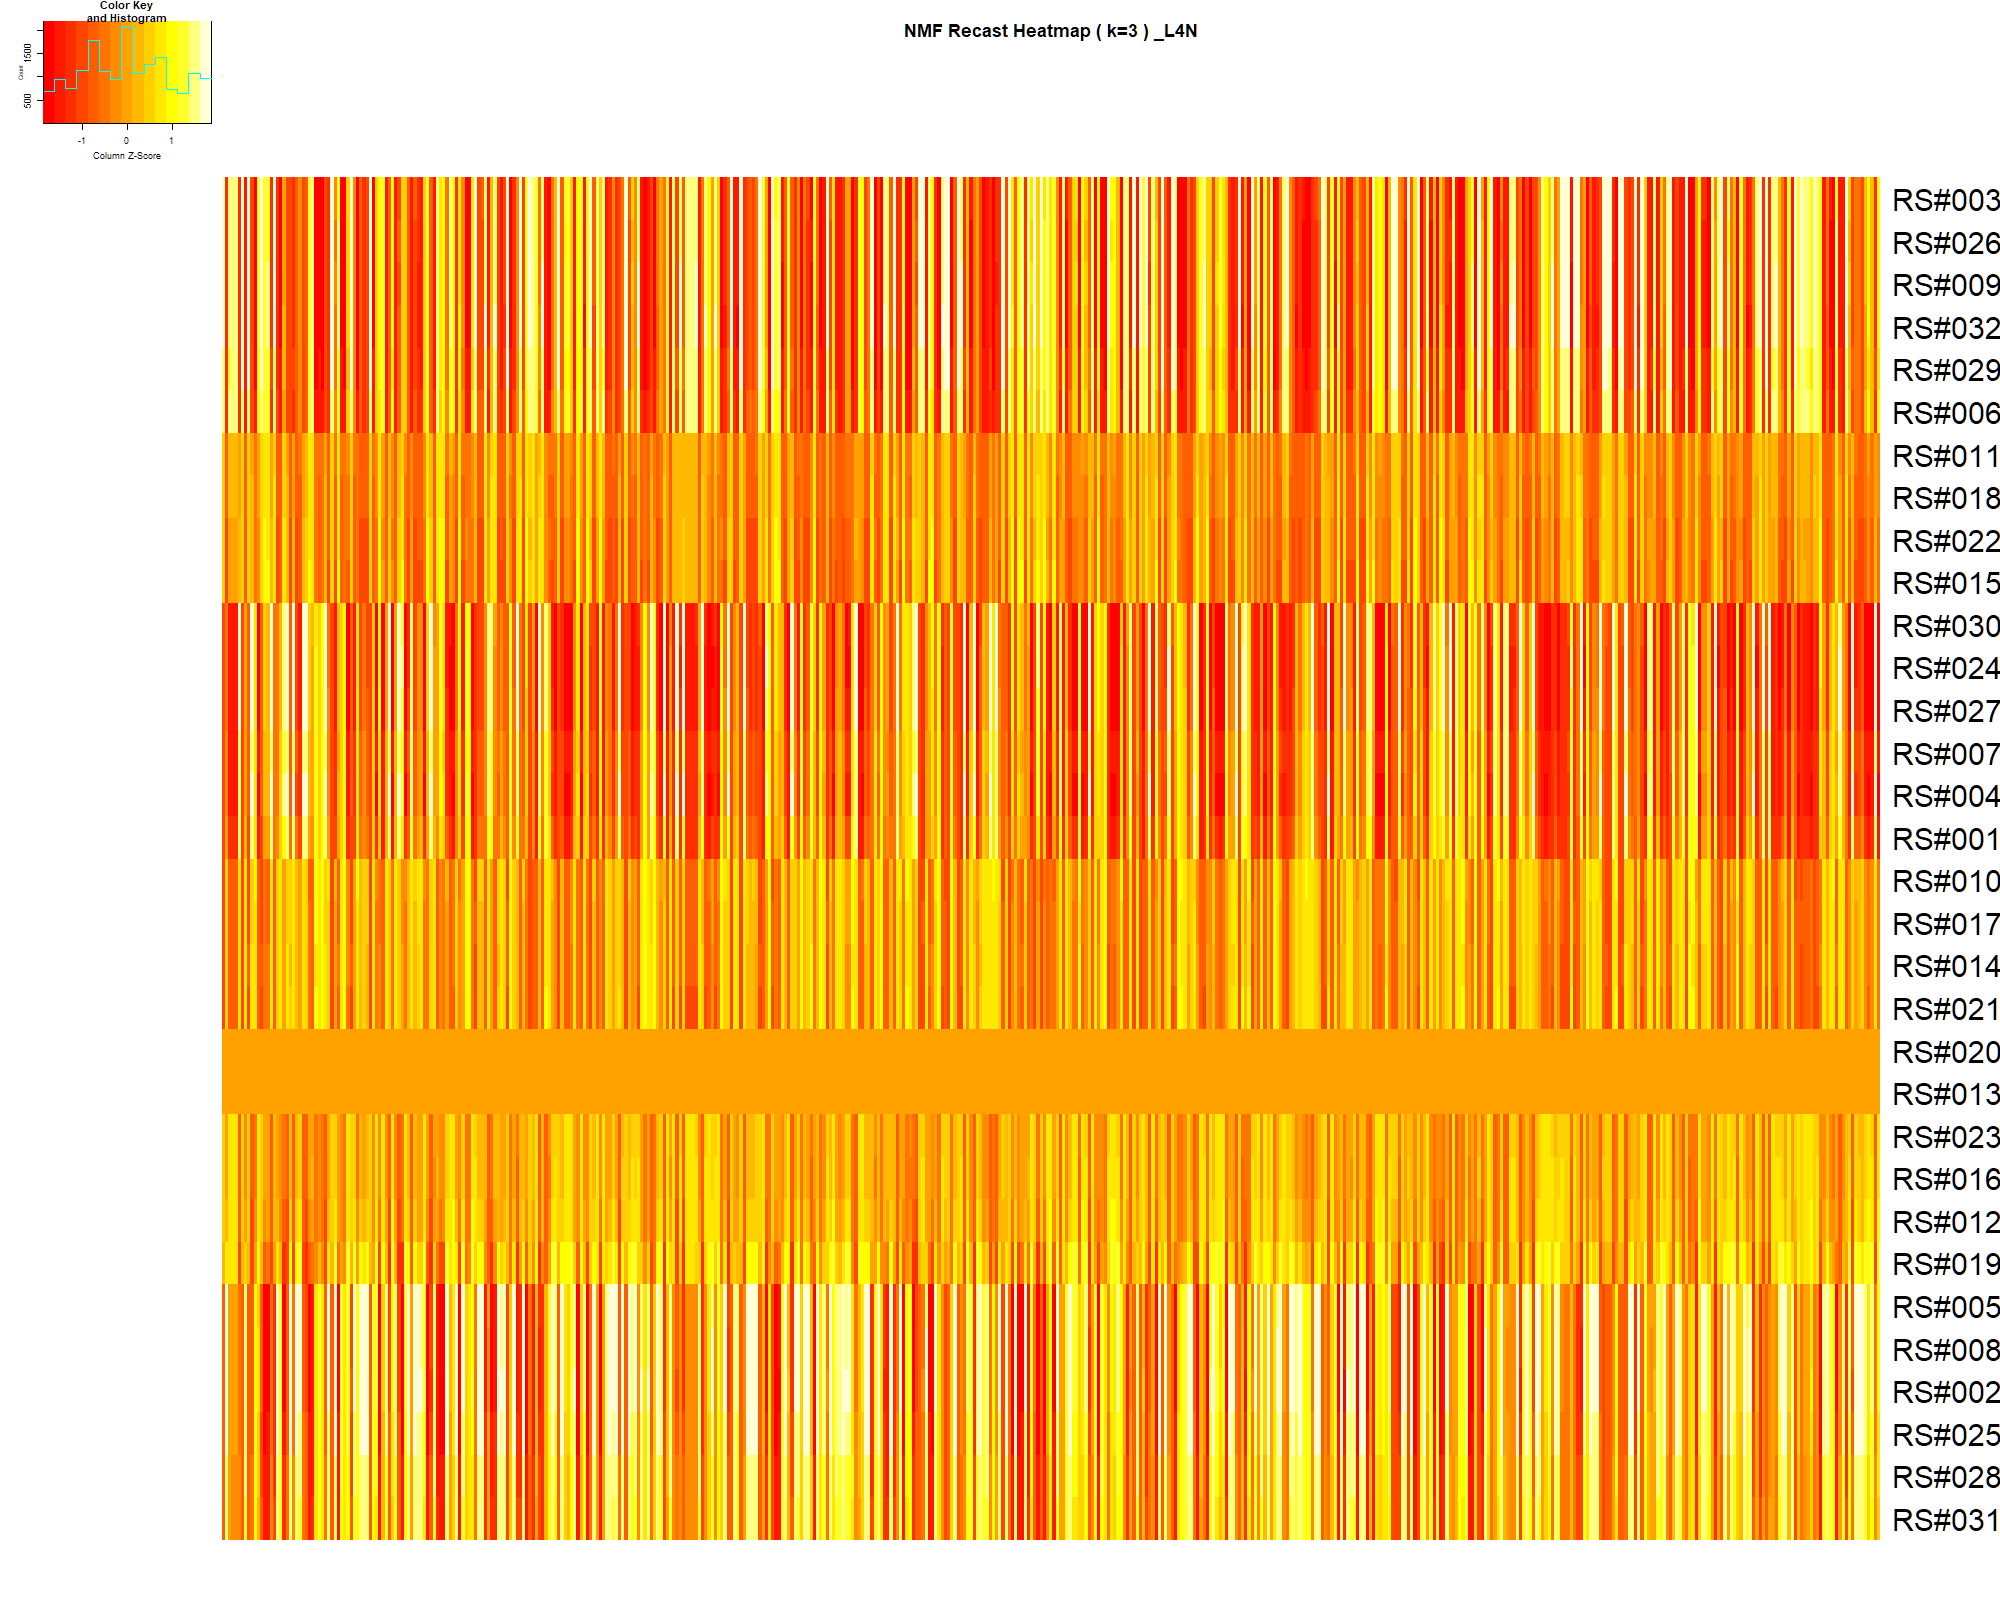 Color Key
and Histogram
NMF Recast Heatmap ( k=3 ) _L4N
1500
Count
500
-1 0 1
Column Z-Score
RS#003
RS#026
RS#009
RS#032
RS#029
RS#006
RS#011
RS#018
RS#022
RS#015
RS#030
RS#024
RS#027
RS#007
RS#004
RS#001
RS#010
RS#017
RS#014
RS#021
RS#020
RS#013
RS#023
RS#016
RS#012
RS#019
RS#005
RS#008
RS#002
RS#025
RS#028
RS#031